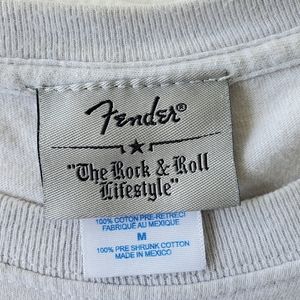 Fender®
"The Rock & Roll
Lifestyle"
100% COTON PRE-RETRECI
FABRIQUÉ AU MEXIQUE
M
100% PRE SHRUNK COTTON
MADE IN MEXICO